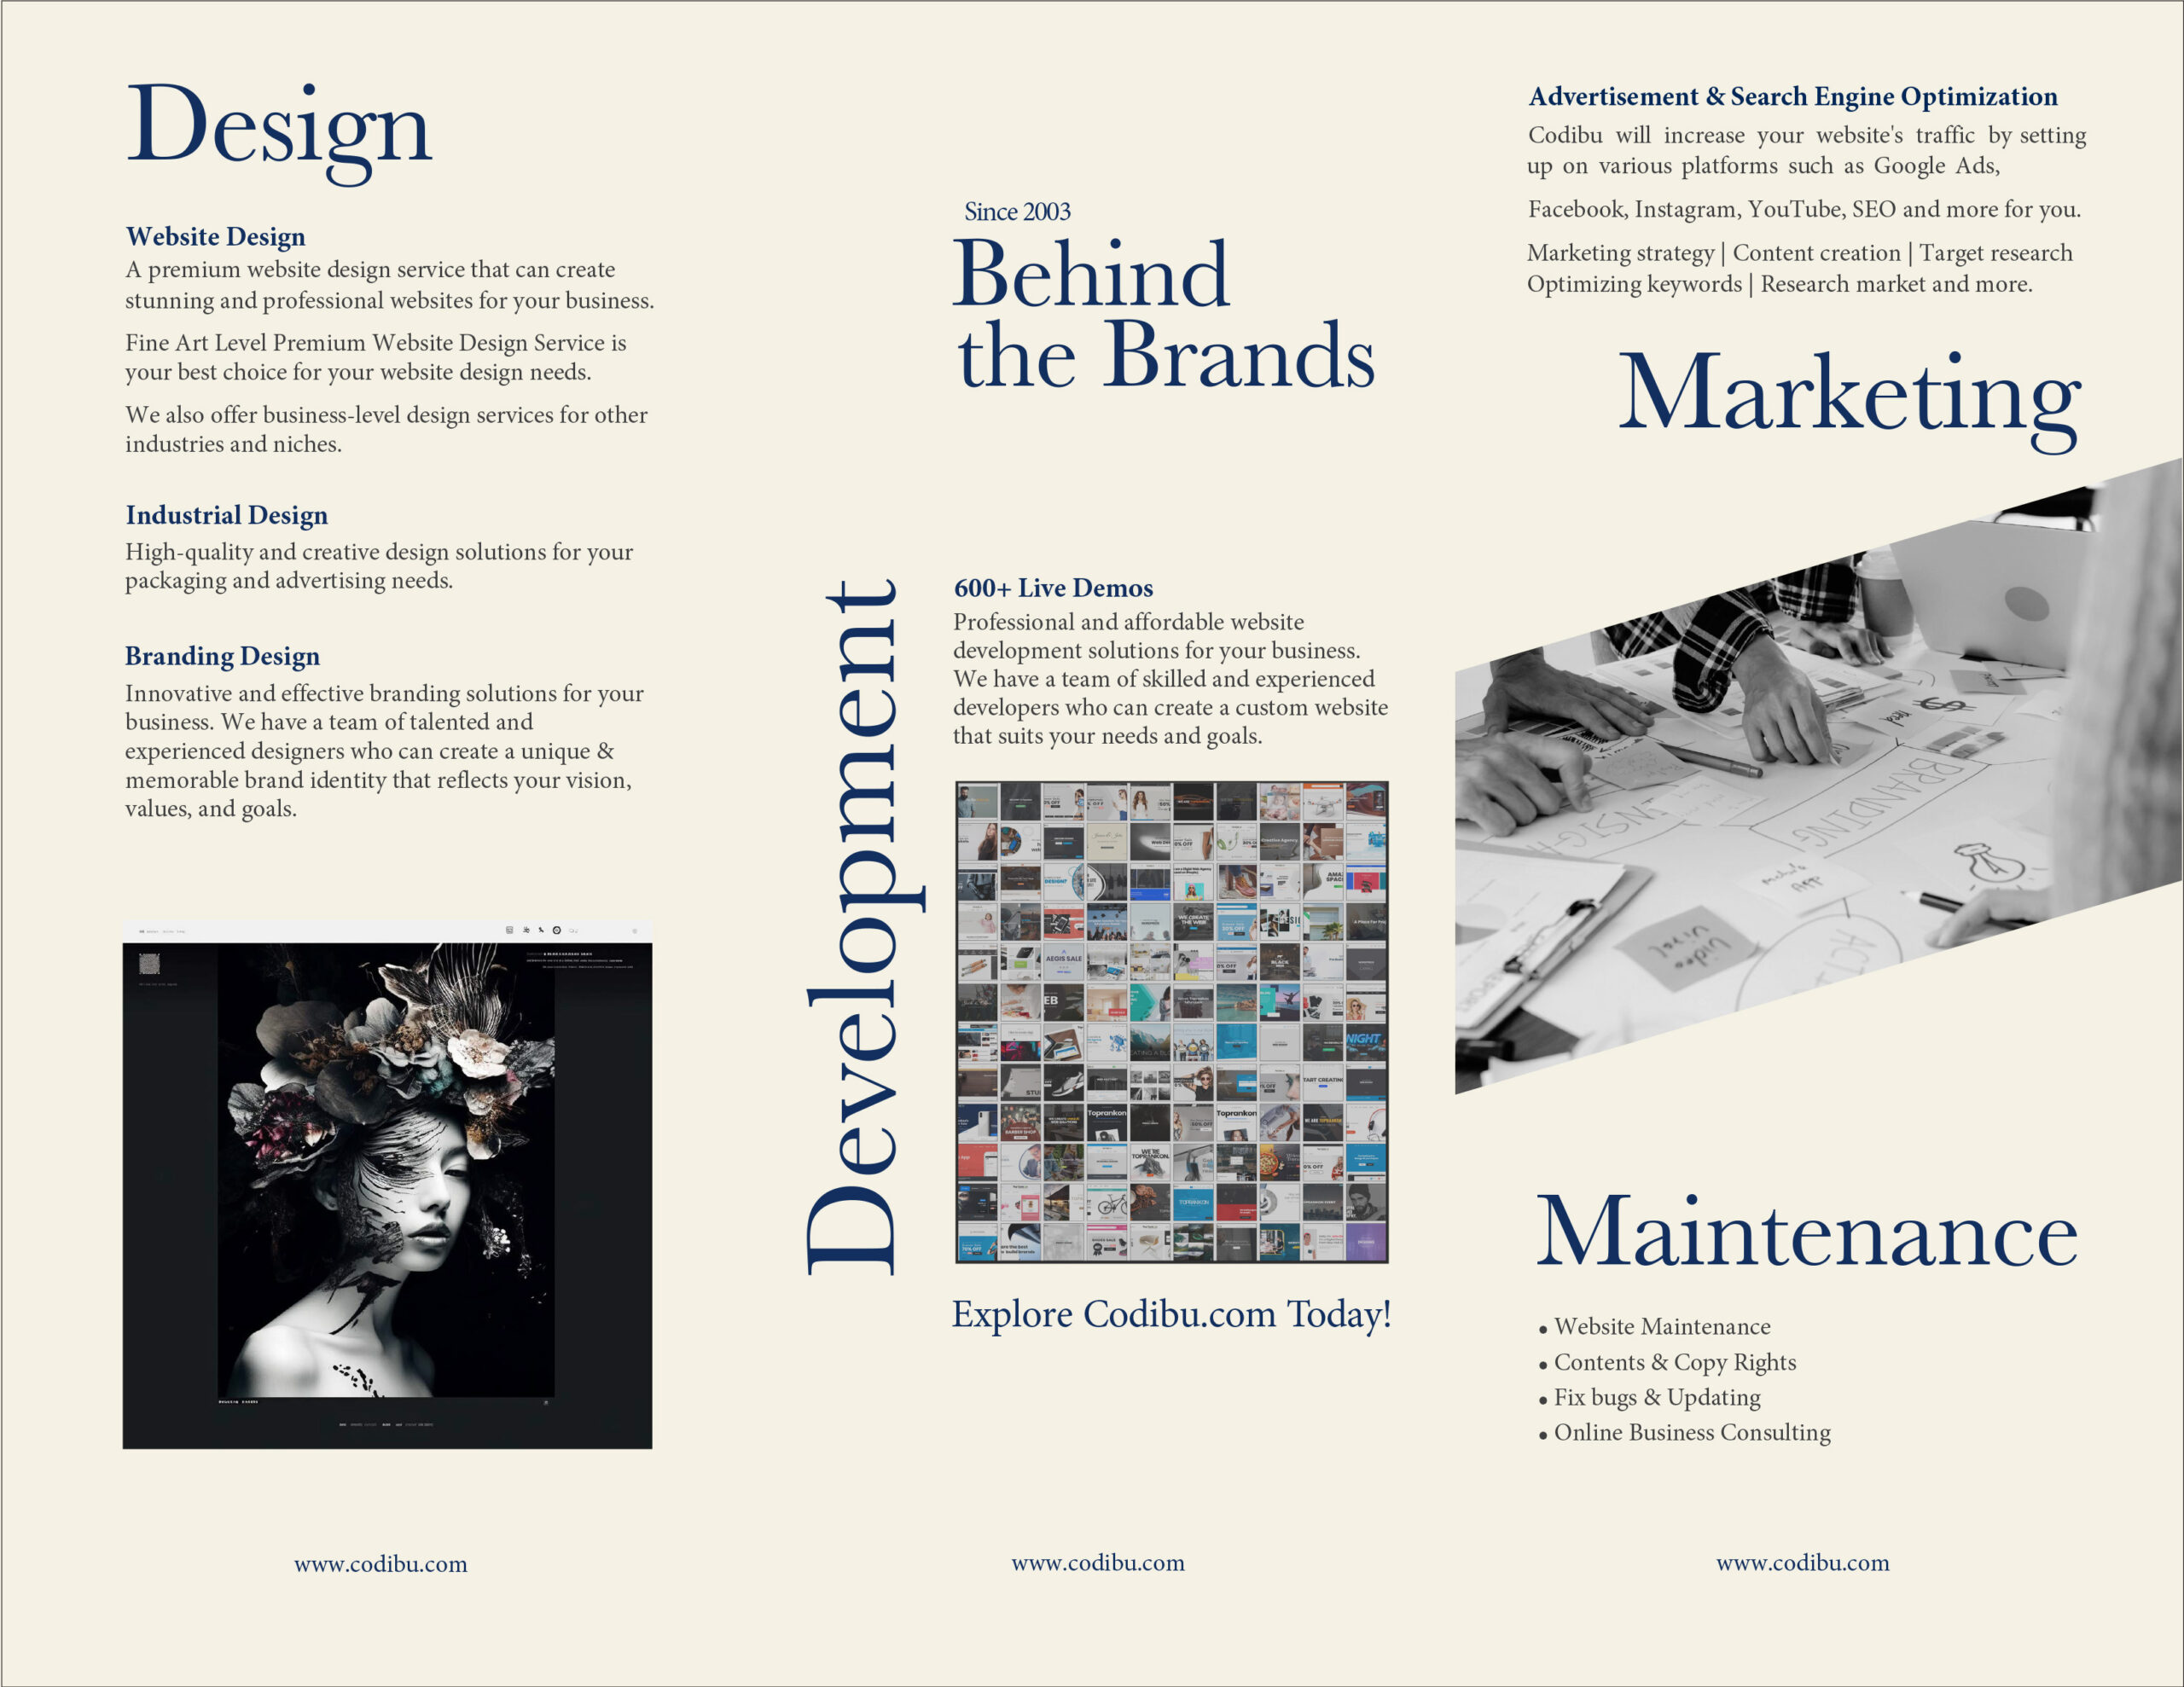 Design
Website Design
A premium website design service that can create
stunning and professional websites for your business.
Fine Art Level Premium Website Design Service is
your best choice for your website design needs.
We also offer business-level design services for other
industries and niches.
Industrial Design
High-quality and creative design solutions for your
packaging and advertising needs.
Branding Design
Innovative and effective branding solutions for your
business. We have a team of talented and
experienced designers who can create a unique &
memorable brand identity that reflects your vision,
values, and goals.
www.codibu.com
Since 2003
Behind
the Brands
Development
600+ Live Demos
Professional and affordable website
development solutions for your business.
We have a team of skilled and experienced
developers who can create a custom website
that suits your needs and goals.
AEGIS SALE
EB
NIGHT
Toprankon
Toprankon
Explore Codibu.com Today!
www.codibu.com
Advertisement & Search Engine Optimization
Codibu will increase your website's traffic by setting
up on various platforms such as Google Ads,
Facebook, Instagram, YouTube, SEO and more for you.
Marketing strategy | Content creation | Target research
Optimizing keywords | Research market and more.
Marketing
BRANDING
INSIGH
Video
Viral
Maintenance
• Website Maintenance
• Contents & Copy Rights
• Fix bugs & Updating
• Online Business Consulting
www.codibu.com